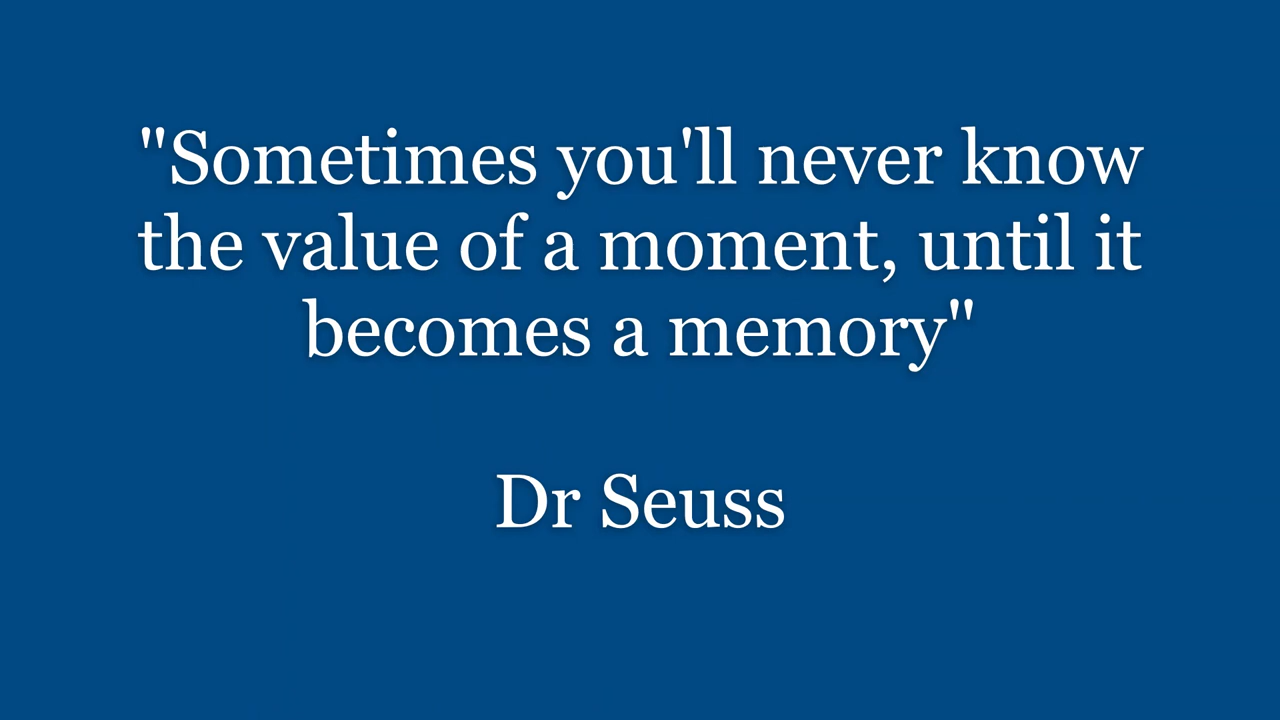 "Sometimes you'll never know
the value of a moment, until it
becomes a memory"
Dr Seuss